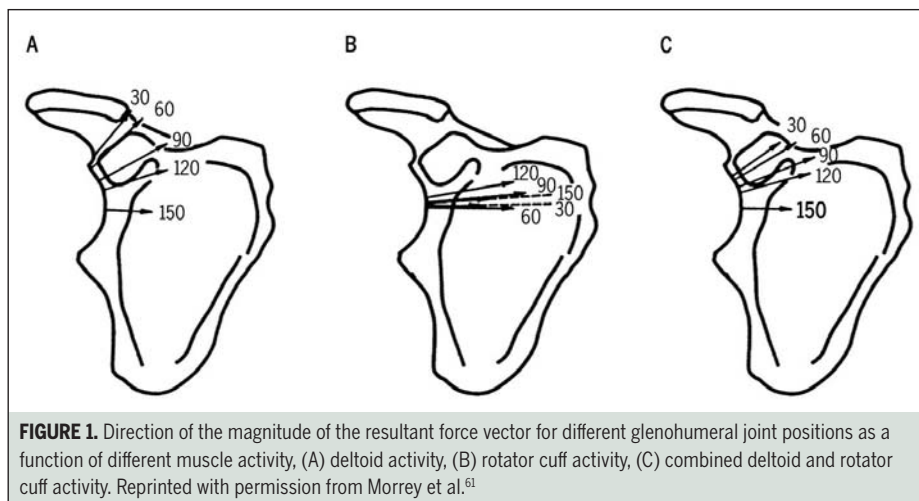 A
B
C
30
60
90
120
150
120
90
150
60
30
30
60
90
120
150
FIGURE 1. Direction of the magnitude of the resultant force vector for different glenohumeral joint positions as a
function of different muscle activity, (A) deltoid activity, (B) rotator cuff activity, (C) combined deltoid and rotator
cuff activity. Reprinted with permission from Morrey et al.61